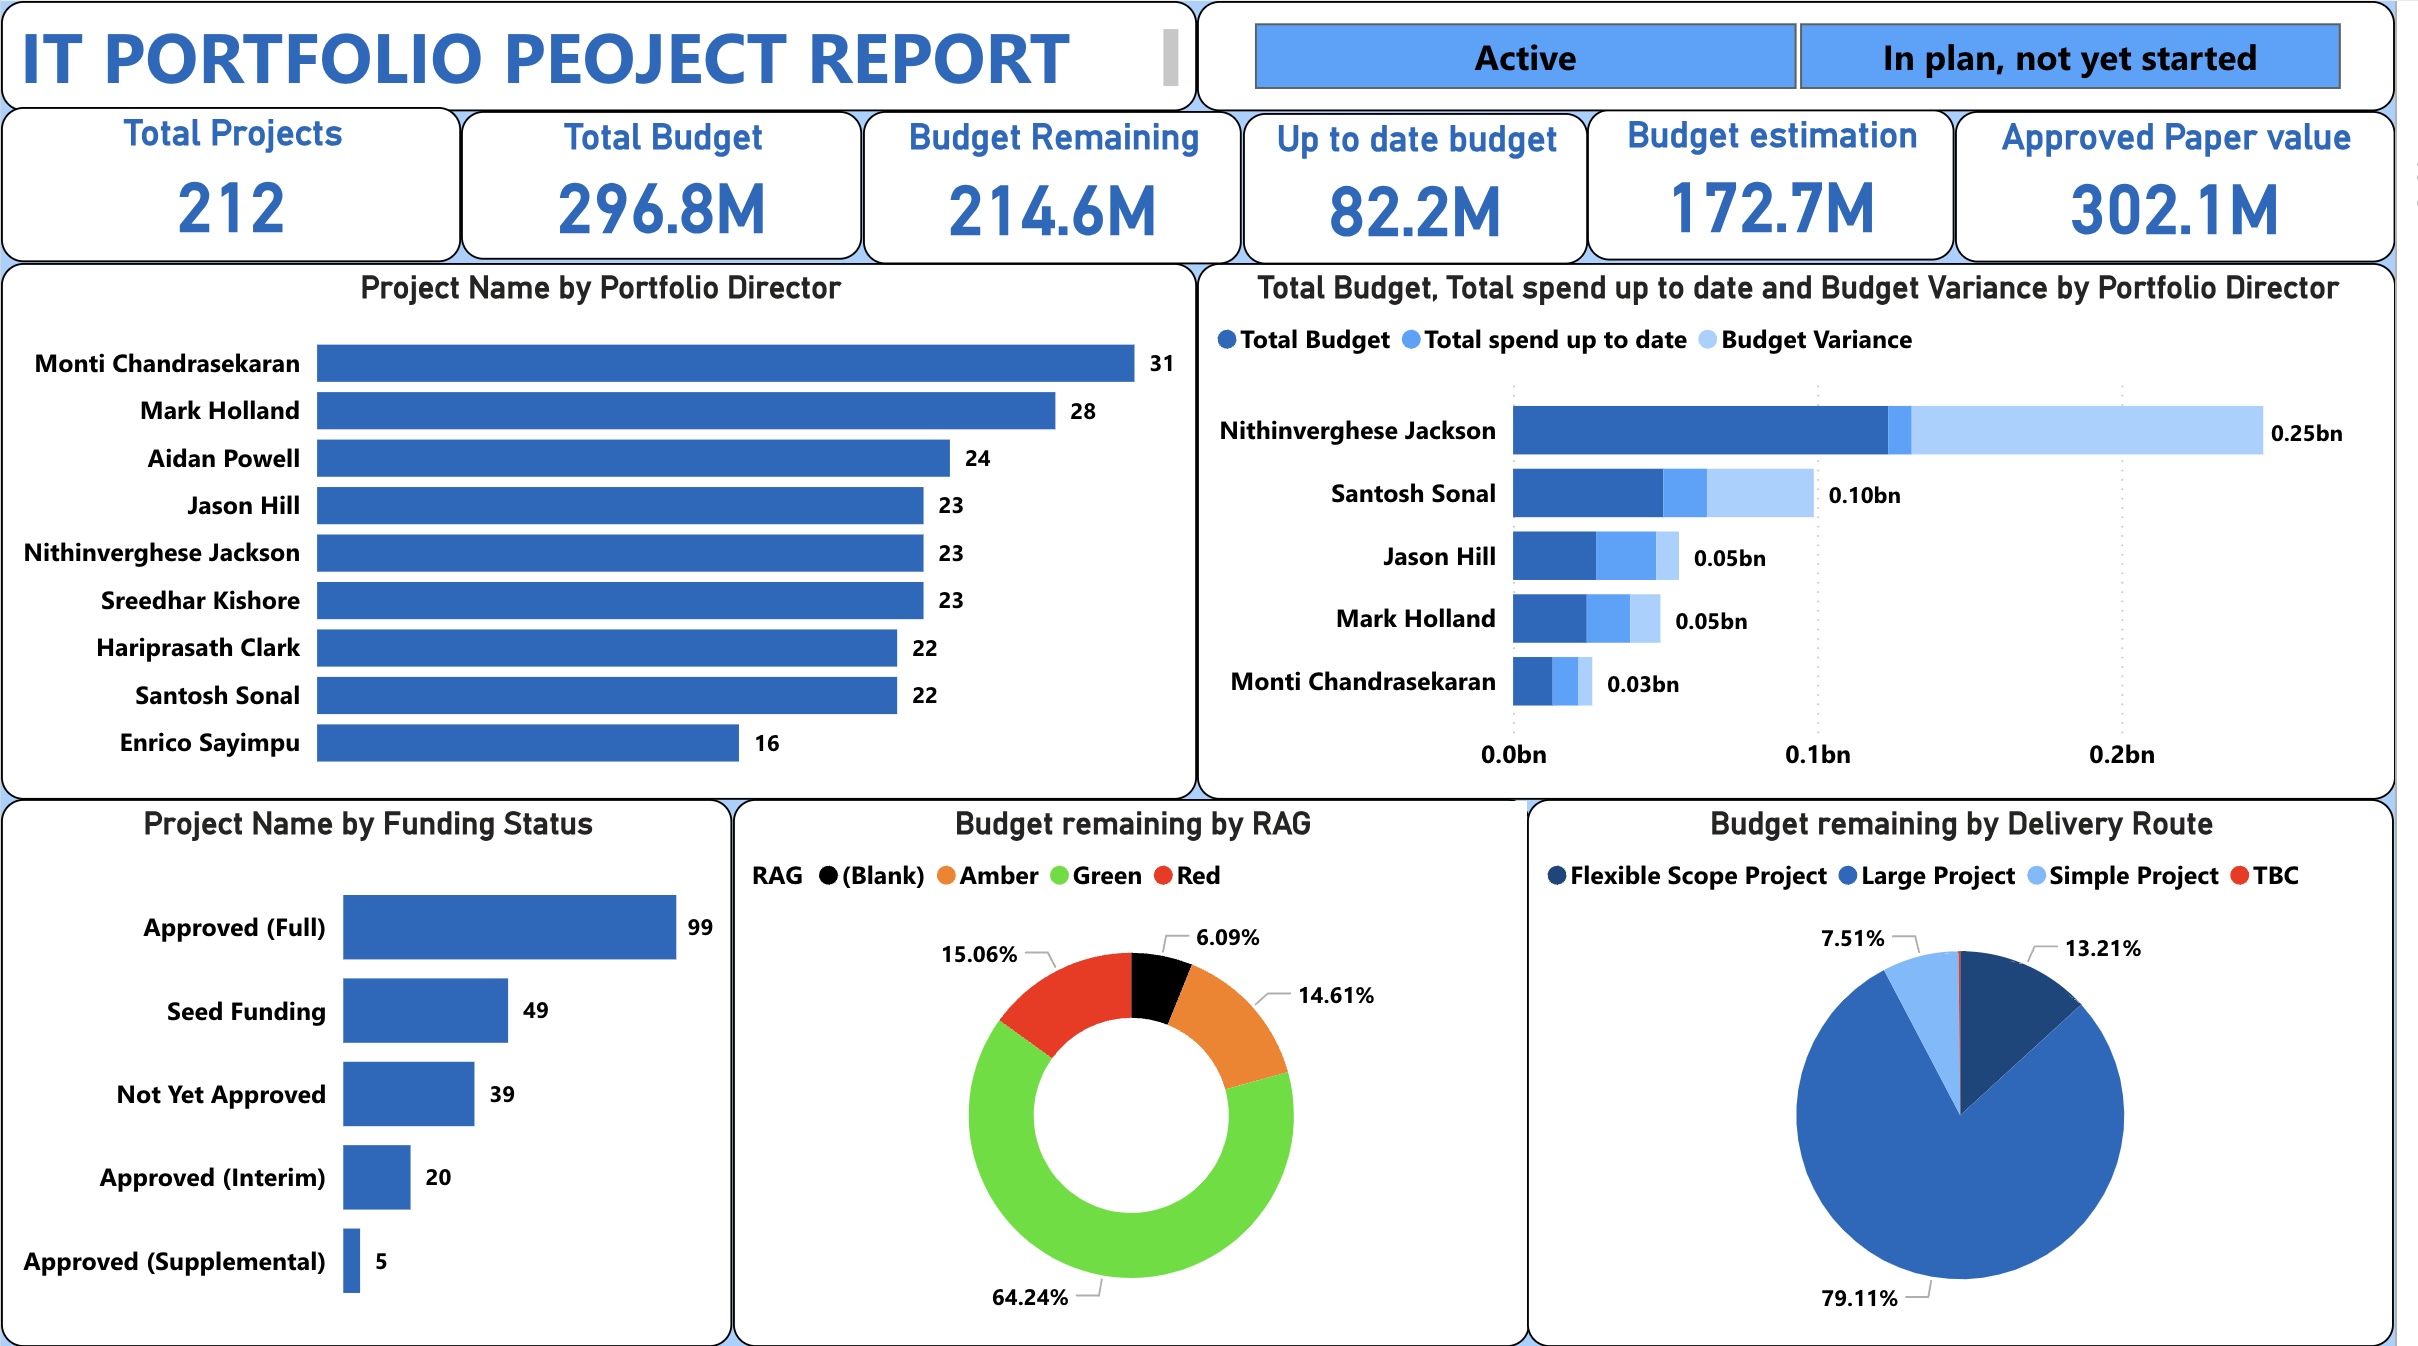 IT PORTFOLIO PEOJECT REPORT
Active
In plan, not yet started
Total Projects
212
Total Budget
296.8M
Budget Remaining
214.6M
Up to date budget
82.2M
Budget estimation
172.7M
Approved Paper value
302.1M
Project Name by Portfolio Director
Monti Chandrasekaran 31
Mark Holland 28
Aidan Powell 24
Jason Hill 23
Nithinverghese Jackson 23
Sreedhar Kishore 23
Hariprasath Clark 22
Santosh Sonal 22
Enrico Sayimpu 16
Total Budget, Total spend up to date and Budget Variance by Portfolio Director
Total Budget Total spend up to date Budget Variance
Nithinverghese Jackson 0.25bn
Santosh Sonal 0.10bn
Jason Hill 0.05bn
Mark Holland 0.05bn
Monti Chandrasekaran 0.03bn
0.0bn 0.1bn 0.2bn
Project Name by Funding Status
Approved (Full) 99
Seed Funding 49
Not Yet Approved 39
Approved (Interim) 20
Approved (Supplemental) 5
Budget remaining by RAG
RAG (Blank) Amber Green Red
6.09%
15.06%
14.61%
64.24%
Budget remaining by Delivery Route
Flexible Scope Project Large Project Simple Project TBC
7.51%
13.21%
79.11%